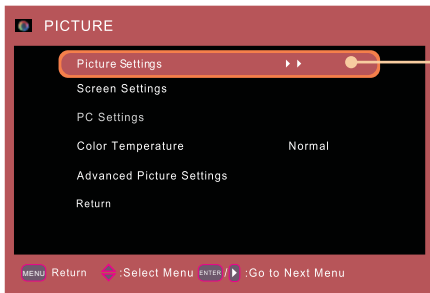 PICTURE
Picture Settings
Screen Settings
PC Settings
Color Temperature Normal
Advanced Picture Settings
Return
MENU Return :Select Menu ENTER / :Go to Next Menu